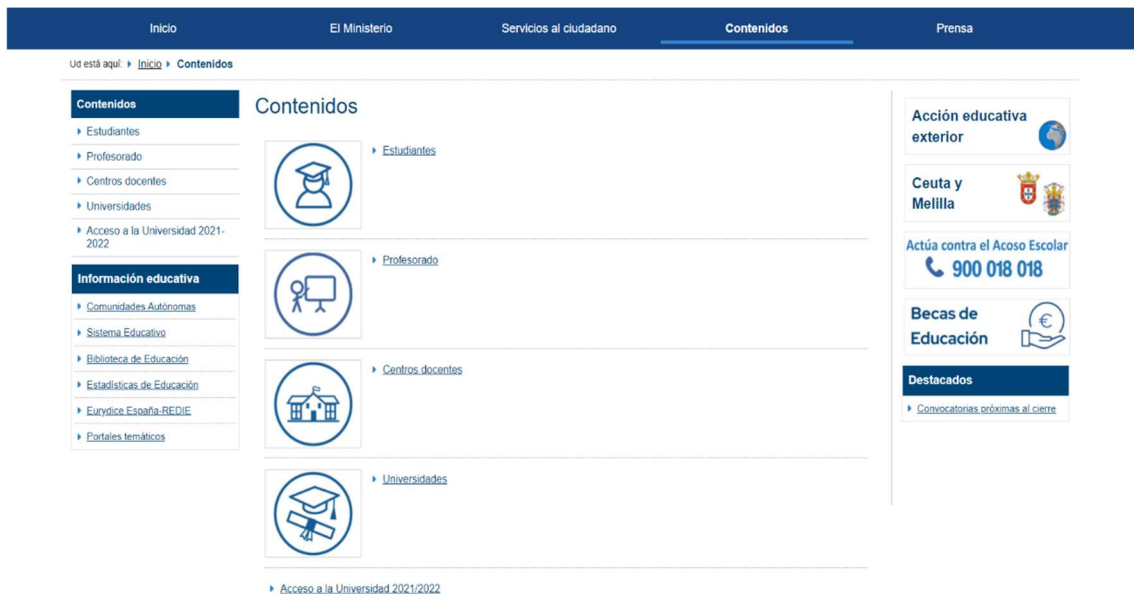 Inicio
El Ministerio
Servicios al ciudadano
Contenidos
Prensa
Ud está aquí: Inicio Contenidos
Contenidos
Estudiantes
Profesorado
Centros docentes
Universidades
Acceso a la Universidad 2021-
2022
Información educativa
Comunidades Autónomas
Sistema Educativo
Biblioteca de Educación
Estadísticas de Educación
Eurydice España-REDIE
Portales temáticos
Contenidos
Estudiantes
Profesorado
Centros docentes
Universidades
Acceso a la Universidad 2021/2022
Acción educativa
exterior
Ceuta y
Melilla
Actúa contra el Acoso Escolar
900 018 018
Becas de
Educación
€
Destacados
Convocatorias próximas al cierre